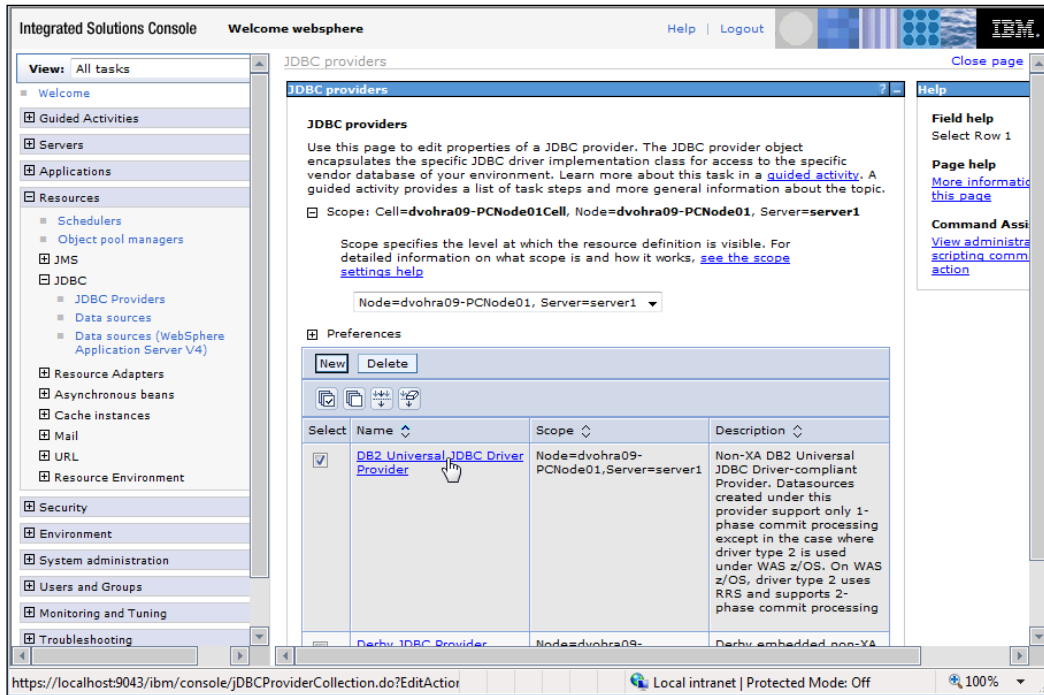 Integrated Solutions Console Welcome websphere Help | Logout IBM.
View: All tasks
Welcome
Guided Activities
Servers
Applications
Resources
Schedulers
Object pool managers
JMS
JDBC
JDBC Providers
Data sources
Data sources (WebSphere
Application Server V4)
Resource Adapters
Asynchronous beans
Cache instances
Mail
URL
Resource Environment
Security
Environment
System administration
Users and Groups
Monitoring and Tuning
Troubleshooting
JDBC providers Close page
JDBC providers ? -
JDBC providers
Use this page to edit properties of a JDBC provider. The JDBC provider object
encapsulates the specific JDBC driver implementation class for access to the specific
vendor database of your environment. Learn more about this task in a guided activity. A
guided activity provides a list of task steps and more general information about the topic.
Scope: Cell=dvohra09-PCNode01Cell, Node=dvohra09-PCNode01, Server=server1
Scope specifies the level at which the resource definition is visible. For
detailed information on what scope is and how it works, see the scope
settings help
Node=dvohra09-PCNode01, Server=server1
Preferences
New Delete
Select Name Scope Description
DB2 Universal JDBC Driver
Provider
Node=dvohra09-
PCNode01,Server=server1
Non-XA DB2 Universal
JDBC Driver-compliant
Provider. Datasources
created under this
provider support only 1-
phase commit processing
except in the case where
driver type 2 is used
under WAS z/OS. On WAS
z/OS, driver type 2 uses
RRS and supports 2-
phase commit processing
Derby JDBC Provider Node=dvohra09- Derby embedded non-XA
Help
Field help
Select Row 1
Page help
More informatio
this page
Command Assi
View administra
scripting comm
action
https://localhost:9043/ibm/console/jDBCProviderCollection.do?EditAction Local intranet | Protected Mode: Off 100%